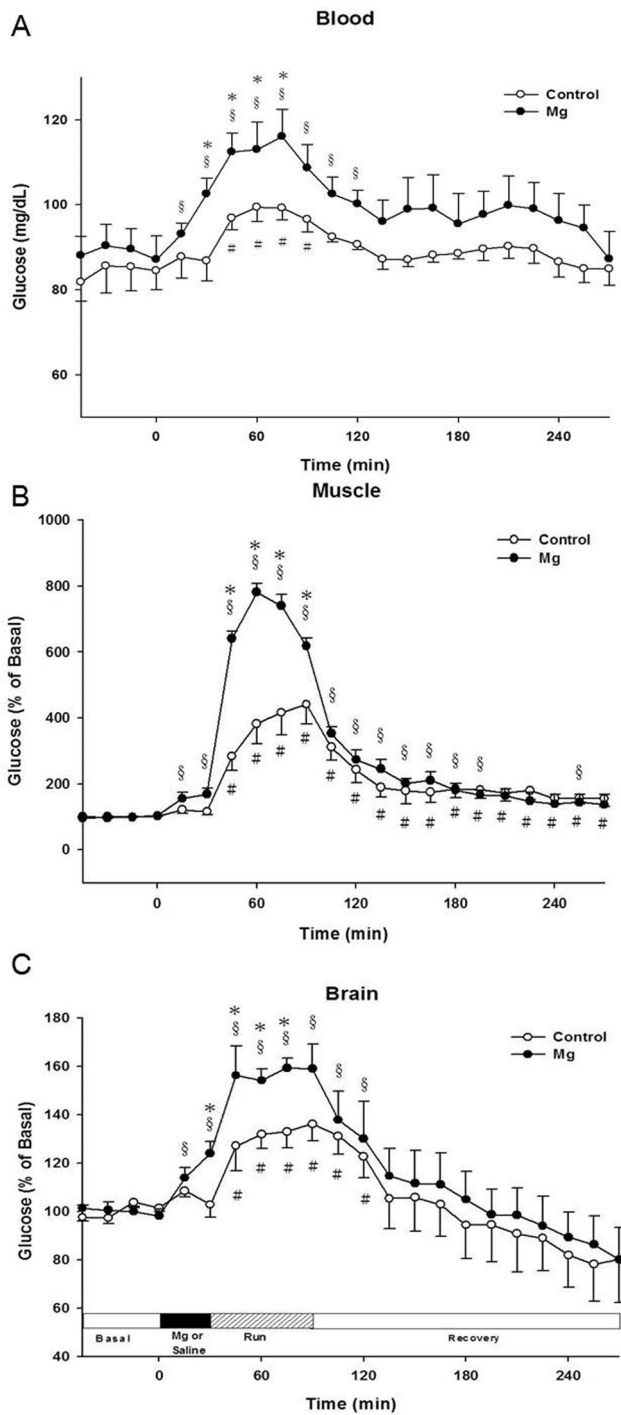 A
Blood
Control
Mg
Glucose (mg/dL)
120
100
80
60
* * * *
§ § § § § § § §
# # # #
0 60 120 180 240
Time (min)
B
Muscle
Control
Mg
Glucose (% of Basal)
1000
800
600
400
200
0
* * * *
§ § § § § § § § § § § § § §
# # # # # # # # # # # # # # # #
0 60 120 180 240
Time (min)
C
Brain
Control
Mg
Glucose (% of Basal)
180
160
140
120
100
80
60
40
* * * *
§ § § § § § § §
# # # # # #
Basal
Mg or
Saline
Run
Recovery
0 60 120 180 240
Time (min)